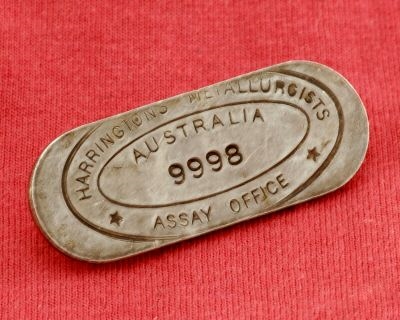 HARRINGTONS METALLURGISTS
AUSTRALIA
9998
ASSAY OFFICE